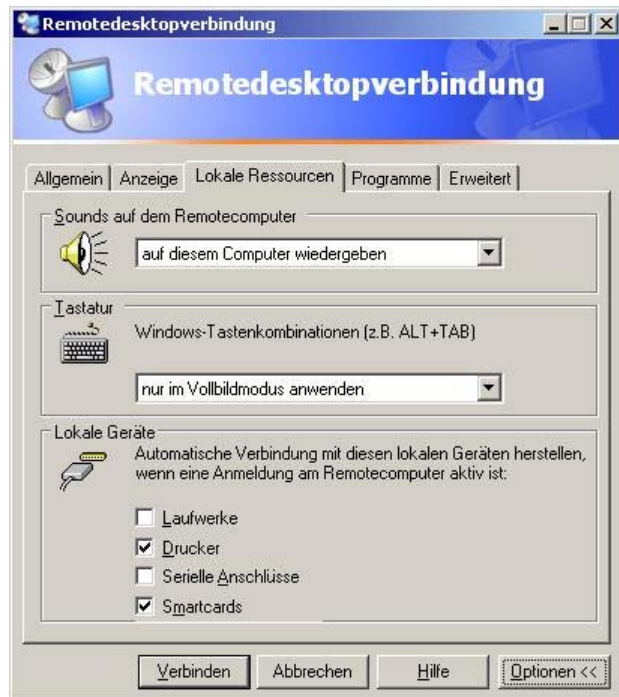 Remotedesktopverbindung
Remotedesktopverbindung
Allgemein Anzeige Lokale Ressourcen Programme Erweitert
Sounds auf dem Remotecomputer
auf diesem Computer wiedergeben
Tastatur
Windows-Tastenkombinationen (z.B. ALT+TAB)
nur im Vollbildmodus anwenden
Lokale Geräte
Automatische Verbindung mit diesen lokalen Geräten herstellen,
wenn eine Anmeldung am Remotecomputer aktiv ist:
Laufwerke
Drucker
Serielle Anschlüsse
Smartcards
Verbinden Abbrechen Hilfe Optionen <<